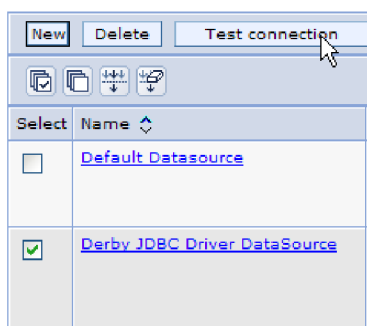 New Delete Test connection
Select Name
Default Datasource
Derby JDBC Driver DataSource